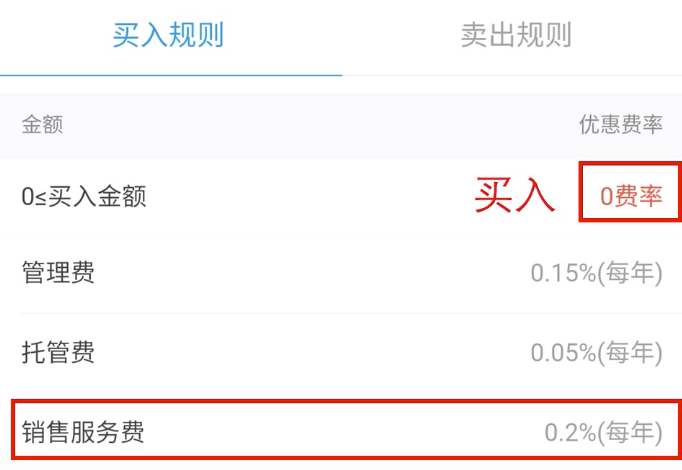 买入规则 卖出规则
金额 优惠费率
0≤买入金额 买入 0费率
管理费 0.15%(每年)
托管费 0.05%(每年)
销售服务费 0.2%(每年)